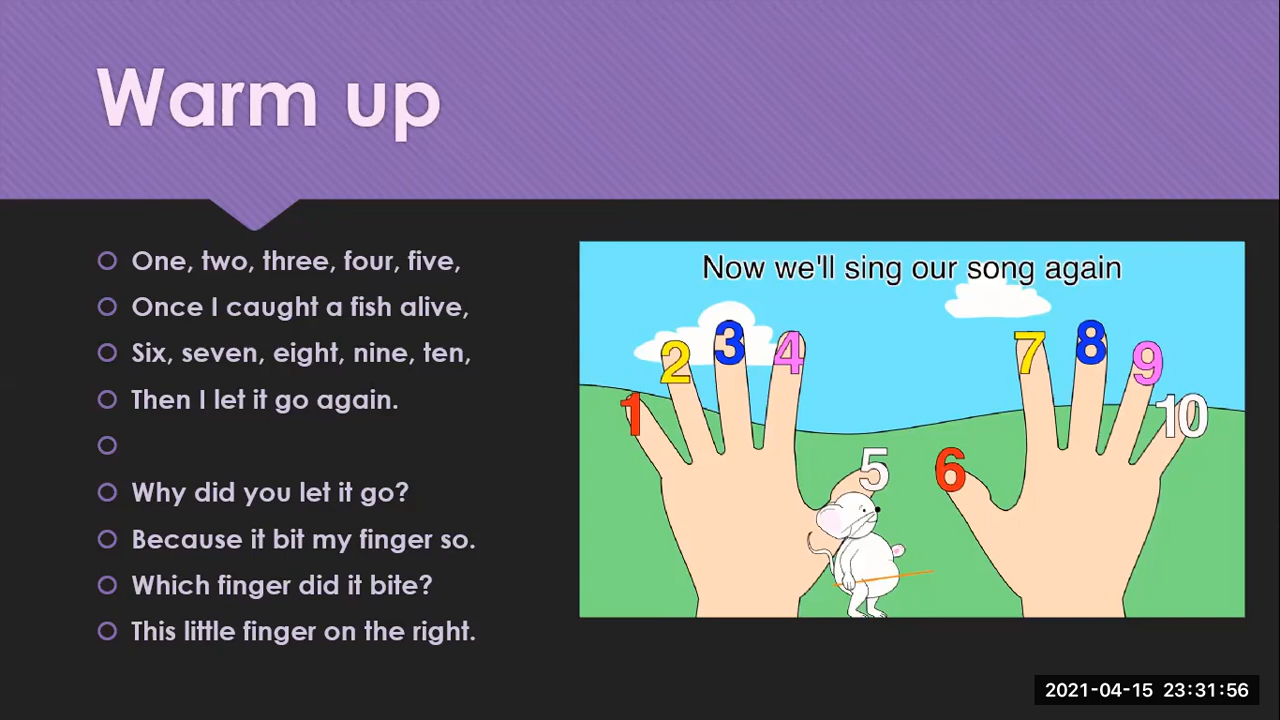 Warm up
One, two, three, four, five,
Once I caught a fish alive,
Six, seven, eight, nine, ten,
Then I let it go again.
Why did you let it go?
Because it bit my finger so.
Which finger did it bite?
This little finger on the right.
Now we'll sing our song again
1 2 3 4 5 6 7 8 9 10
2021-04-15 23:31:56